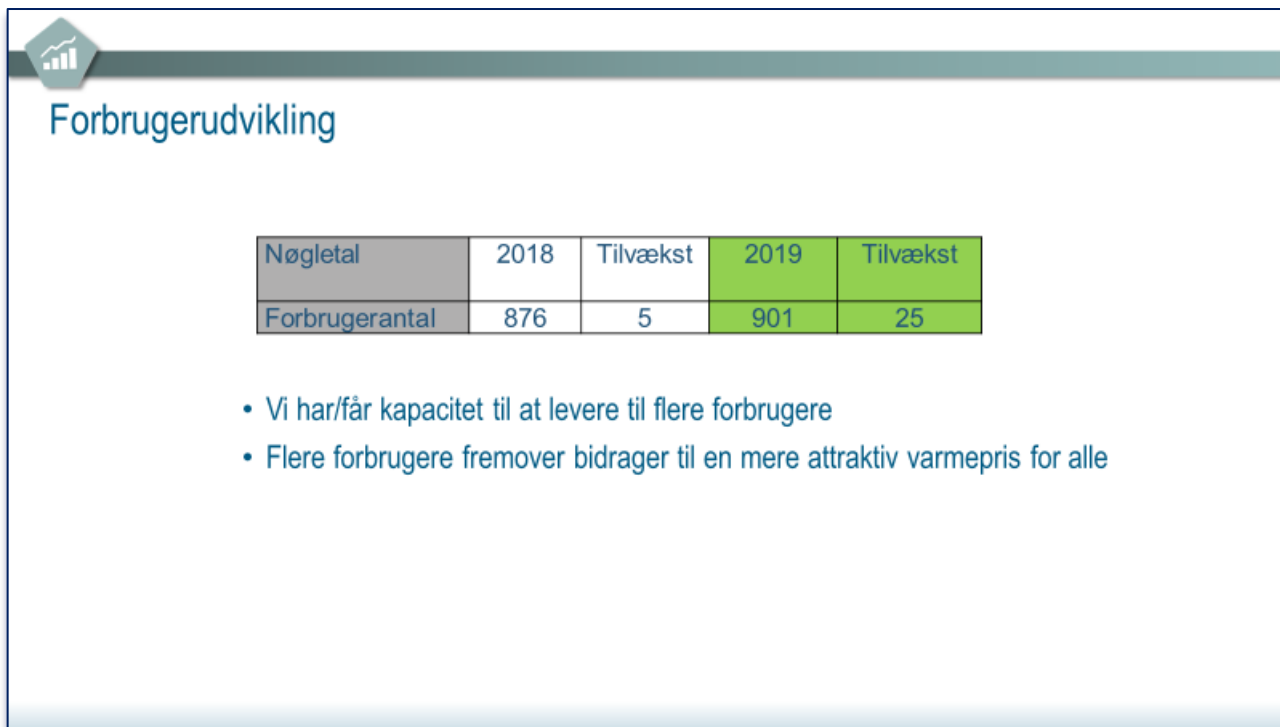 Forbrugerudvikling
Nøgletal 2018 Tilvækst 2019 Tilvækst
Forbrugerantal 876 5 901 25
• Vi har/får kapacitet til at levere til flere forbrugere
• Flere forbrugere fremover bidrager til en mere attraktiv varmepris for alle